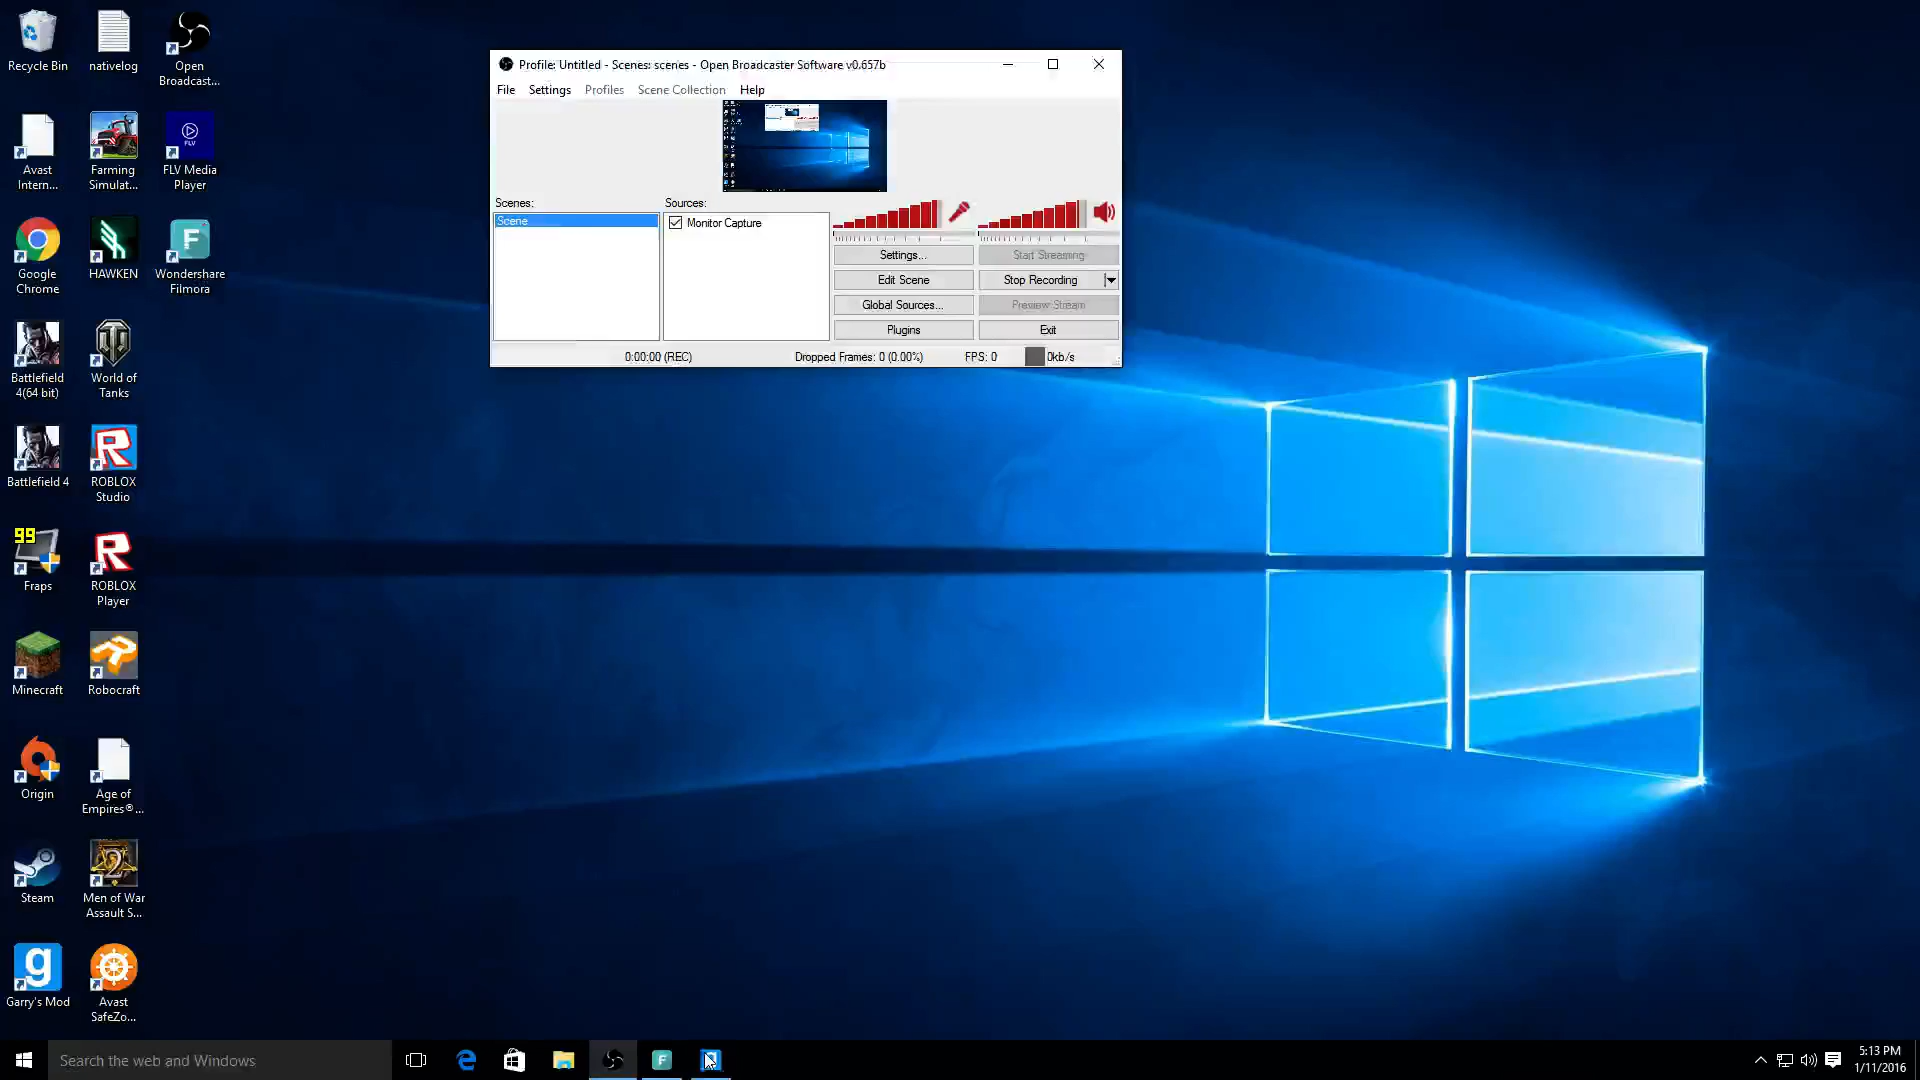 Recycle Bin
nativelog
Open
Broadcast...
Avast
Intern...
Farming
Simulat...
FLV
FLV Media
Player
Google
Chrome
HAWKEN
Wondershare
Filmora
Battlefield
4(64 bit)
World of
Tanks
Battlefield 4
ROBLOX
Studio
99
Fraps
ROBLOX
Player
Minecraft
Robocraft
Origin
Age of
Empires®...
Steam
Men of War
Assault S...
Garry's Mod
Avast
SafeZo...
Profile: Untitled - Scenes: scenes - Open Broadcaster Software v0.657b
File Settings Profiles Scene Collection Help
Scenes:
Sources:
Scene
Monitor Capture
Settings...
Start Streaming
Edit Scene
Stop Recording
Global Sources...
Preview Stream
Plugins
Exit
0:00:00 (REC)
Dropped Frames: 0 (0.00%)
FPS: 0
0kb/s
Search the web and Windows
5:13 PM
1/11/2016